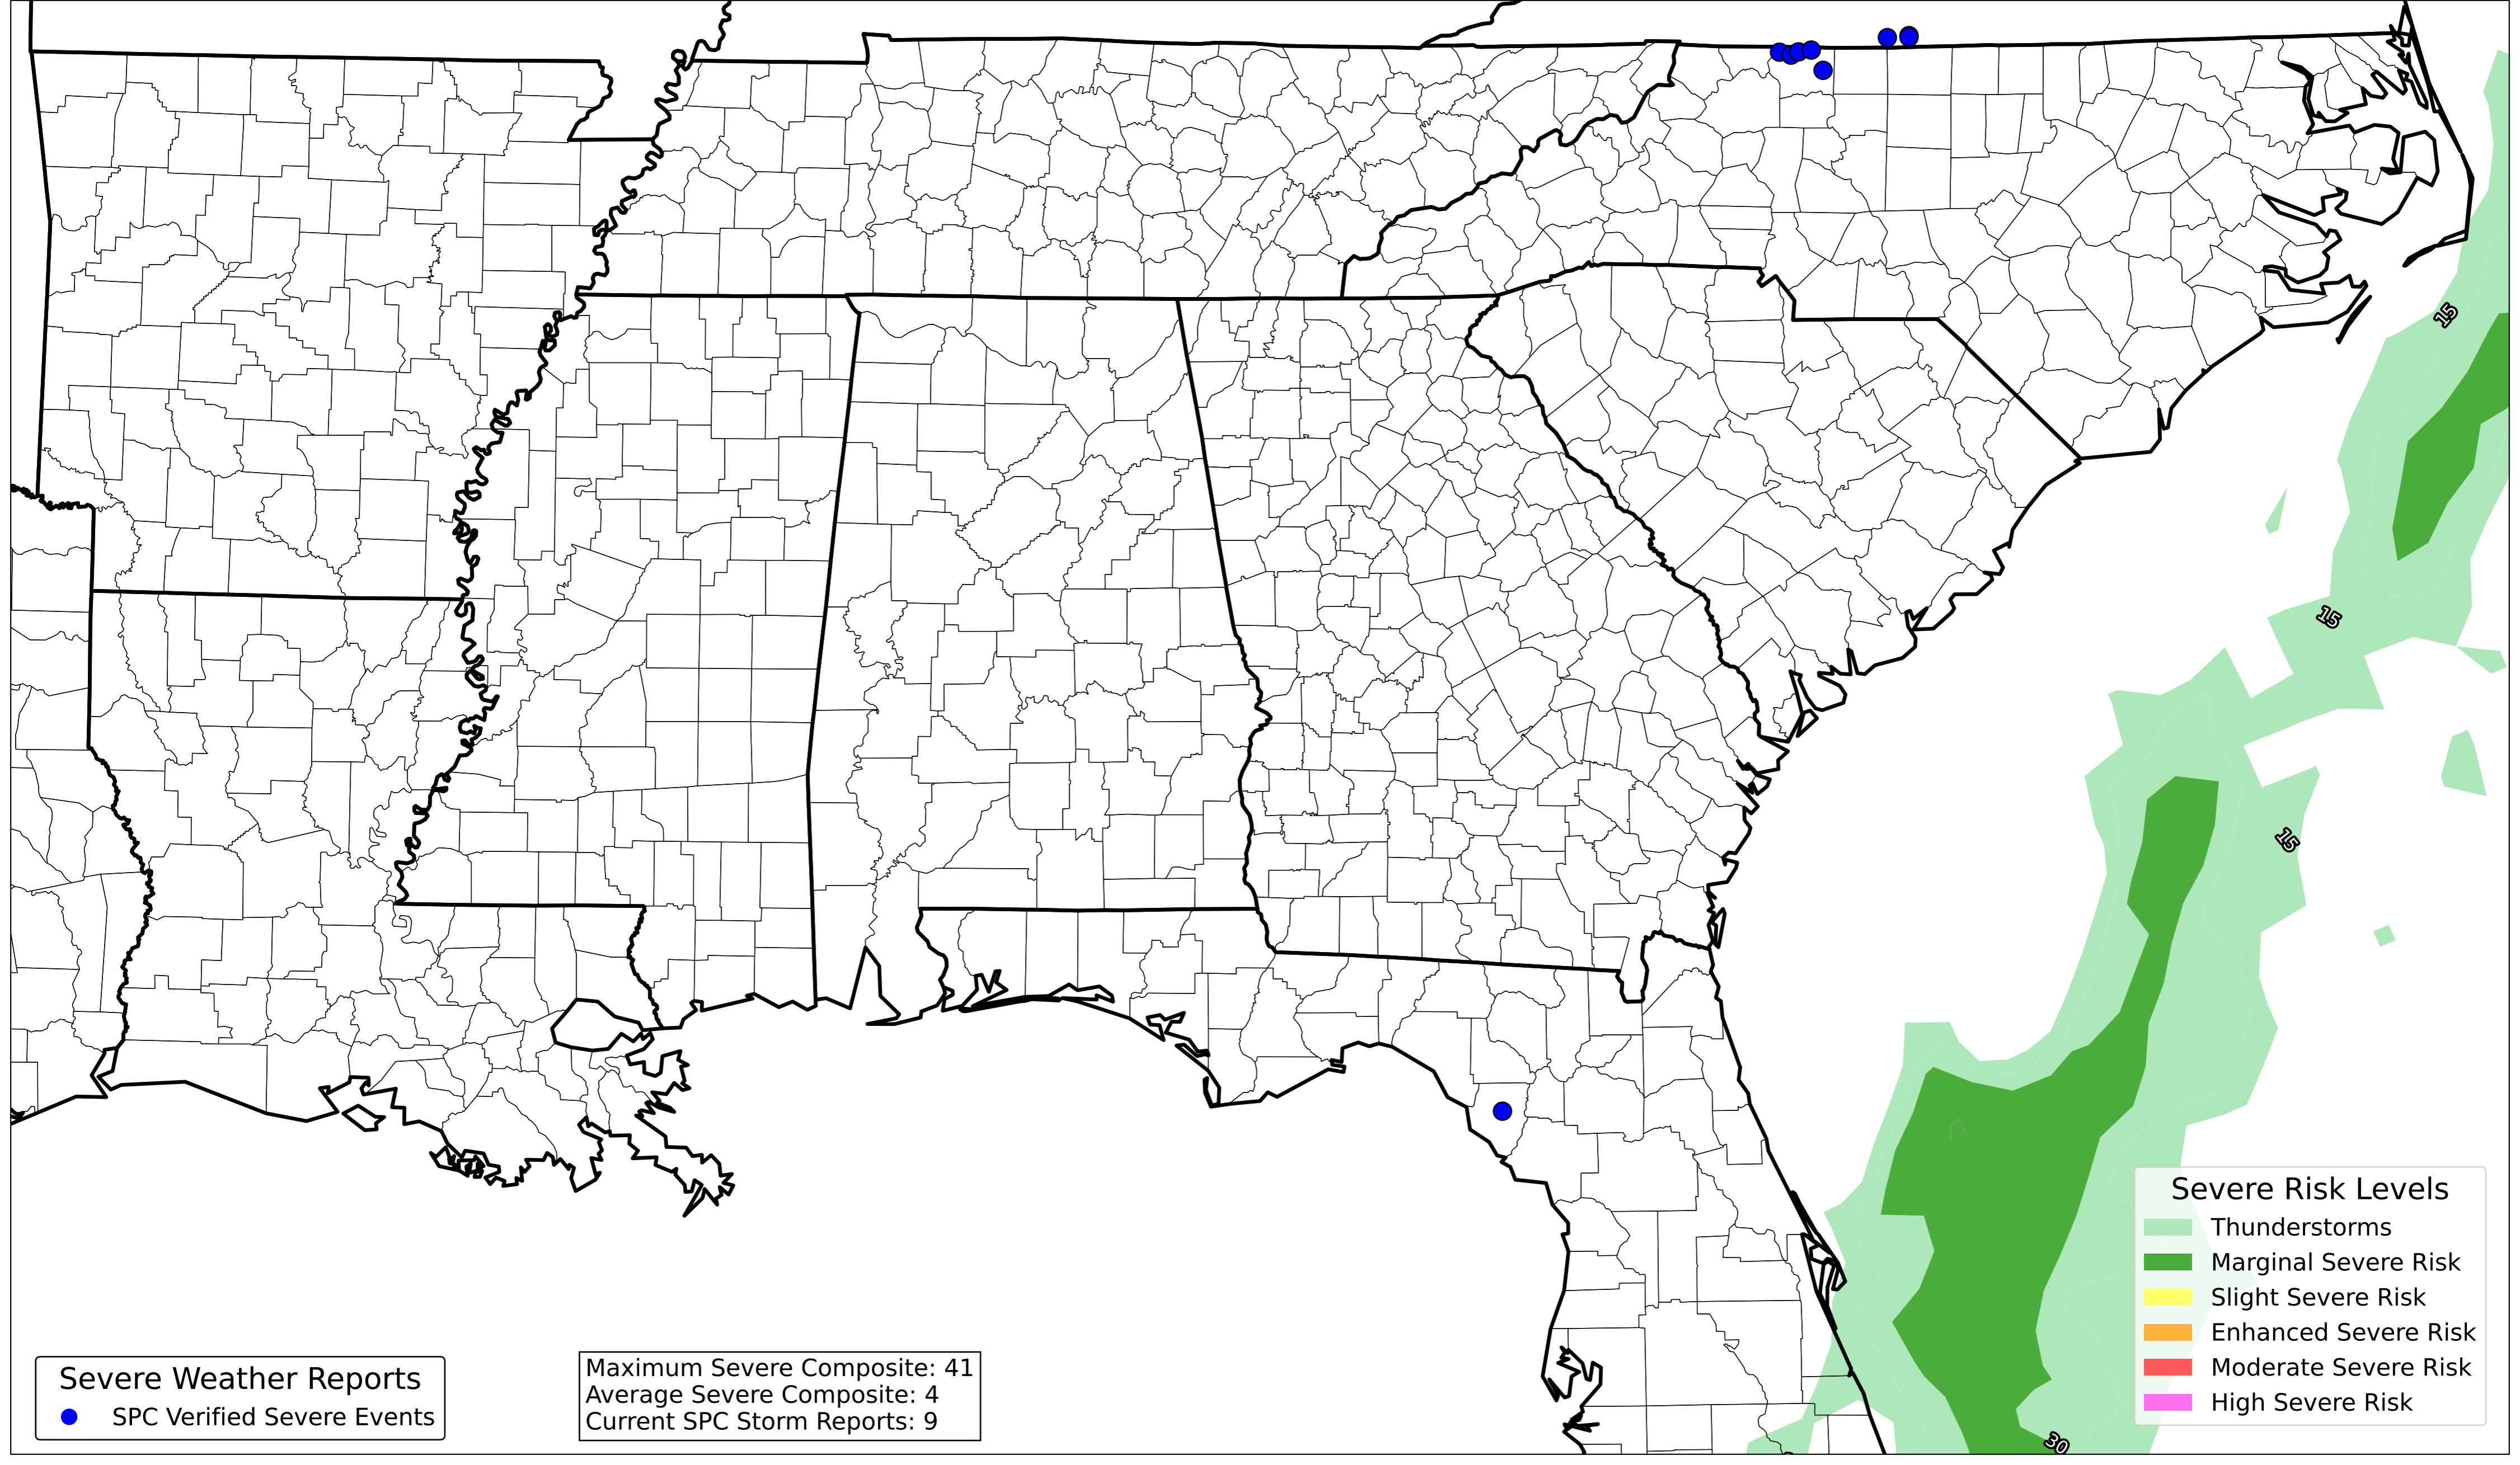 15
15
15
30
Severe Risk Levels
Thunderstorms
Marginal Severe Risk
Slight Severe Risk
Enhanced Severe Risk
Moderate Severe Risk
High Severe Risk
Severe Weather Reports
SPC Verified Severe Events
Maximum Severe Composite: 41
Average Severe Composite: 4
Current SPC Storm Reports: 9